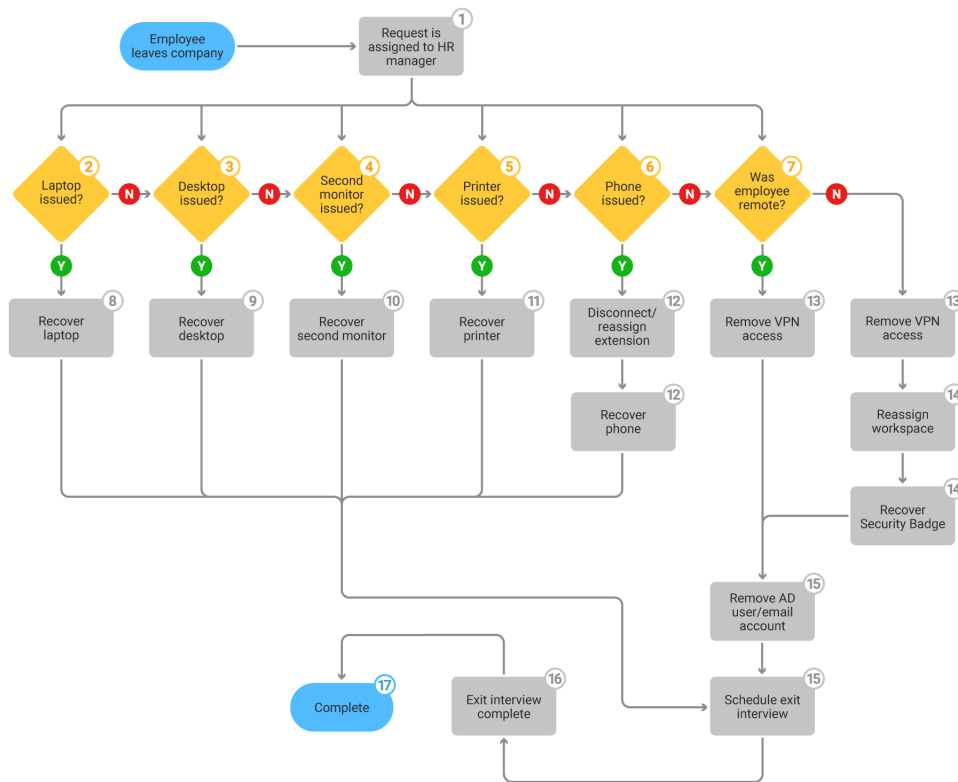 Employee
leaves company
1
Request is
assigned to HR
manager
2
Laptop
issued?
N
3
Desktop
issued?
N
4
Second
monitor
issued?
N
5
Printer
issued?
N
6
Phone
issued?
N
7
Was
employee
remote?
N
Y
Y
Y
Y
Y
Y
8
Recover
laptop
9
Recover
desktop
10
Recover
second monitor
11
Recover
printer
12
Disconnect/
reassign
extension
13
Remove VPN
access
13
Remove VPN
access
12
Recover
phone
14
Reassign
workspace
14
Recover
Security Badge
15
Remove AD
user/email
account
17
Complete
16
Exit interview
complete
15
Schedule exit
interview